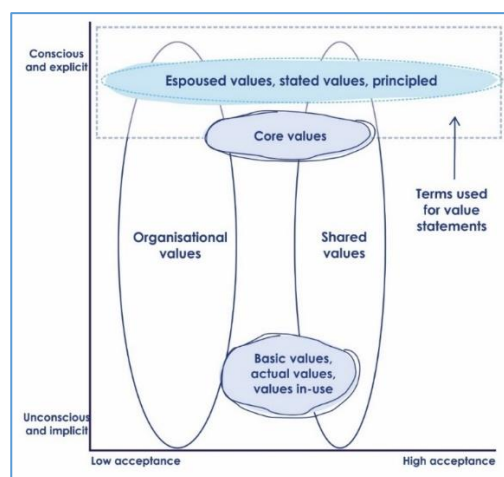 Conscious
and explicit
Espoused values, stated values, principled
Core values
Terms used
for value
statements
Organisational
values
Shared
values
Basic values,
actual values,
values in-use
Unconscious
and implicit
Low acceptance
High acceptance